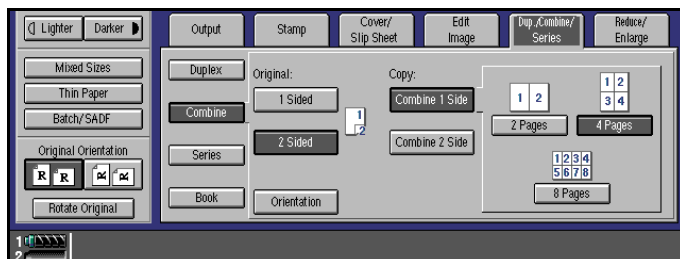 Lighter Darker
Mixed Sizes
Thin Paper
Batch/SADF
Original Orientation
R R R R
Rotate Original
Output
Stamp
Cover/
Slip Sheet
Edit
Image
Dup./Combine/
Series
Reduce/
Enlarge
Duplex
Combine
Series
Book
Original:
1 Sided
2 Sided
1
2
Orientation
Copy:
Combine 1 Side
Combine 2 Side
1 2
2 Pages
1 2
3 4
4 Pages
1 2 3 4
5 6 7 8
8 Pages
1
2